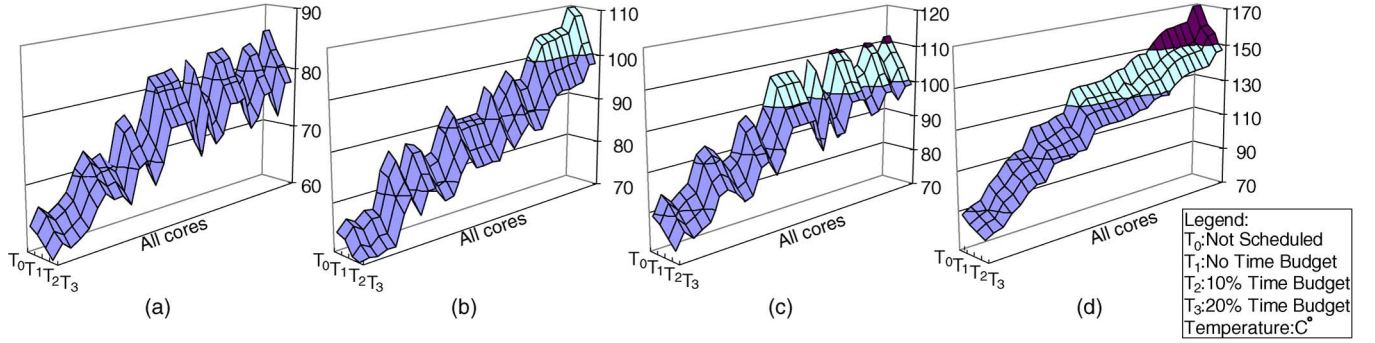 90
80
70
60
All cores
T0T1T2T3
(a)
110
100
90
80
70
All cores
T0T1T2T3
(b)
120
110
100
90
80
70
All cores
T0T1T2T3
(c)
170
150
130
110
90
70
All cores
T0T1T2T3
(d)
Legend:
T0:Not Scheduled
T1:No Time Budget
T2:10% Time Budget
T3:20% Time Budget
Temperature:C°